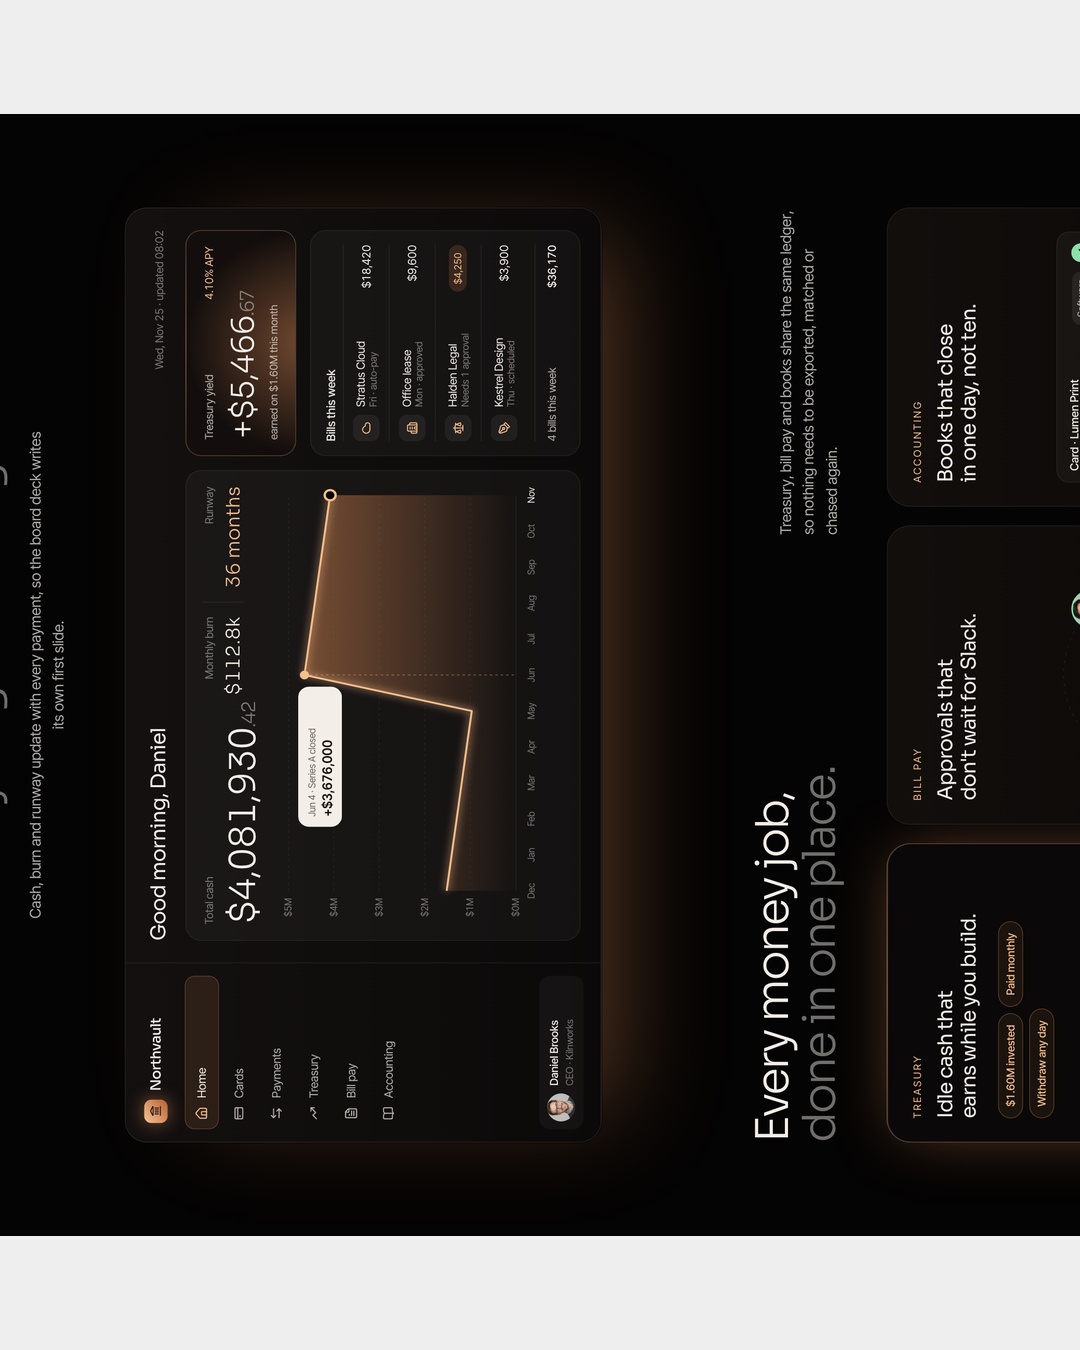 Cash, burn and runway update with every payment, so the board deck writes
its own first slide.
Northvault
Home
Cards
Payments
Treasury
Bill pay
Accounting
Daniel Brooks
CEO · Kilnworks
Good morning, Daniel
Wed, Nov 25 · updated 08:02
Total cash
$4,081,930.42
Monthly burn
$112.8k
Runway
36 months
$5M
$4M
$3M
$2M
$1M
$0M
Jun 4 · Series A closed
+$3,676,000
Dec Jan Feb Mar Apr May Jun Jul Aug Sep Oct Nov
Treasury yield
4.10% APY
+$5,466.67
earned on $1.60M this month
Bills this week
Stratus Cloud
Fri · auto-pay
$18,420
Office lease
Mon · approved
$9,600
Halden Legal
Needs 1 approval
$4,250
Kestrel Design
Thu · scheduled
$3,900
4 bills this week
$36,170
Every money job,
done in one place.
Treasury, bill pay and books share the same ledger,
so nothing needs to be exported, matched or
chased again.
TREASURY
Idle cash that
earns while you build.
$1.60M invested
Paid monthly
Withdraw any day
BILL PAY
Approvals that
don't wait for Slack.
ACCOUNTING
Books that close
in one day, not ten.
Card · Lumen Print